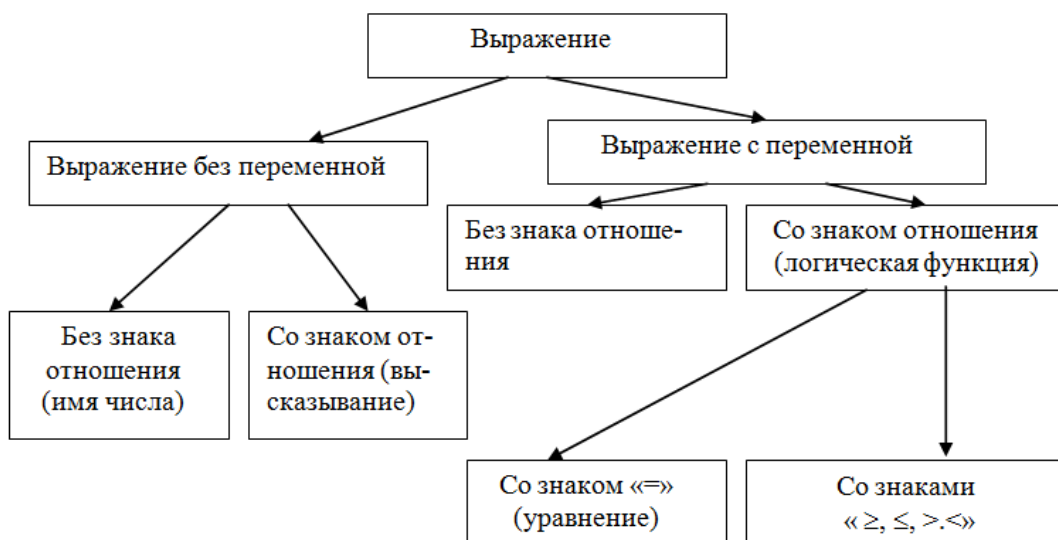 Выражение
Выражение без переменной
Выражение с переменной
Без знака отноше-
ния
Со знаком отношения
(логическая функция)
Без знака
отношения
(имя числа)
Со знаком от-
ношения (вы-
сказывание)
Со знаком «=»
(уравнение)
Со знаками
« ≥, ≤, >.<»